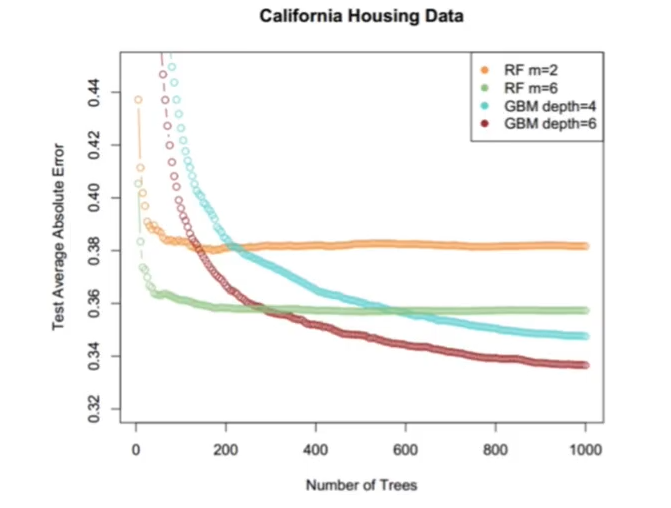 California Housing Data
RF m=2
RF m=6
GBM depth=4
GBM depth=6
Test Average Absolute Error
0.44
0.42
0.40
0.38
0.36
0.34
0.32
0 200 400 600 800 1000
Number of Trees